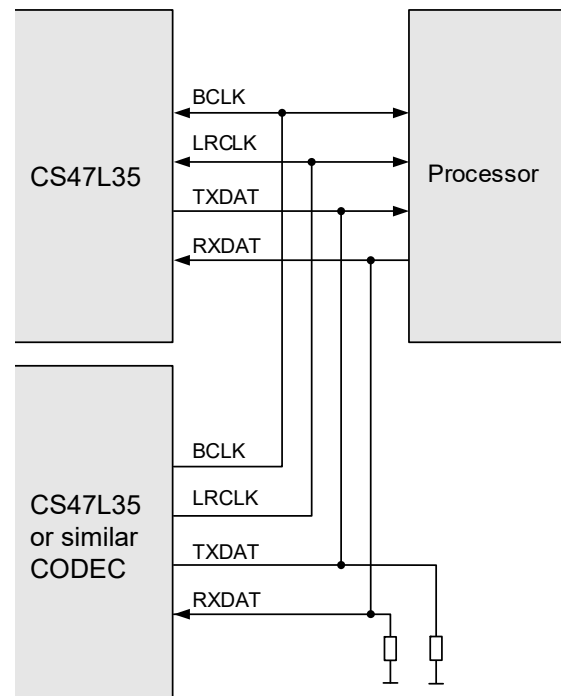 BCLK
LRCLK
CS47L35
Processor
TXDAT
RXDAT
BCLK
LRCLK
CS47L35
or similar
CODEC
TXDAT
RXDAT